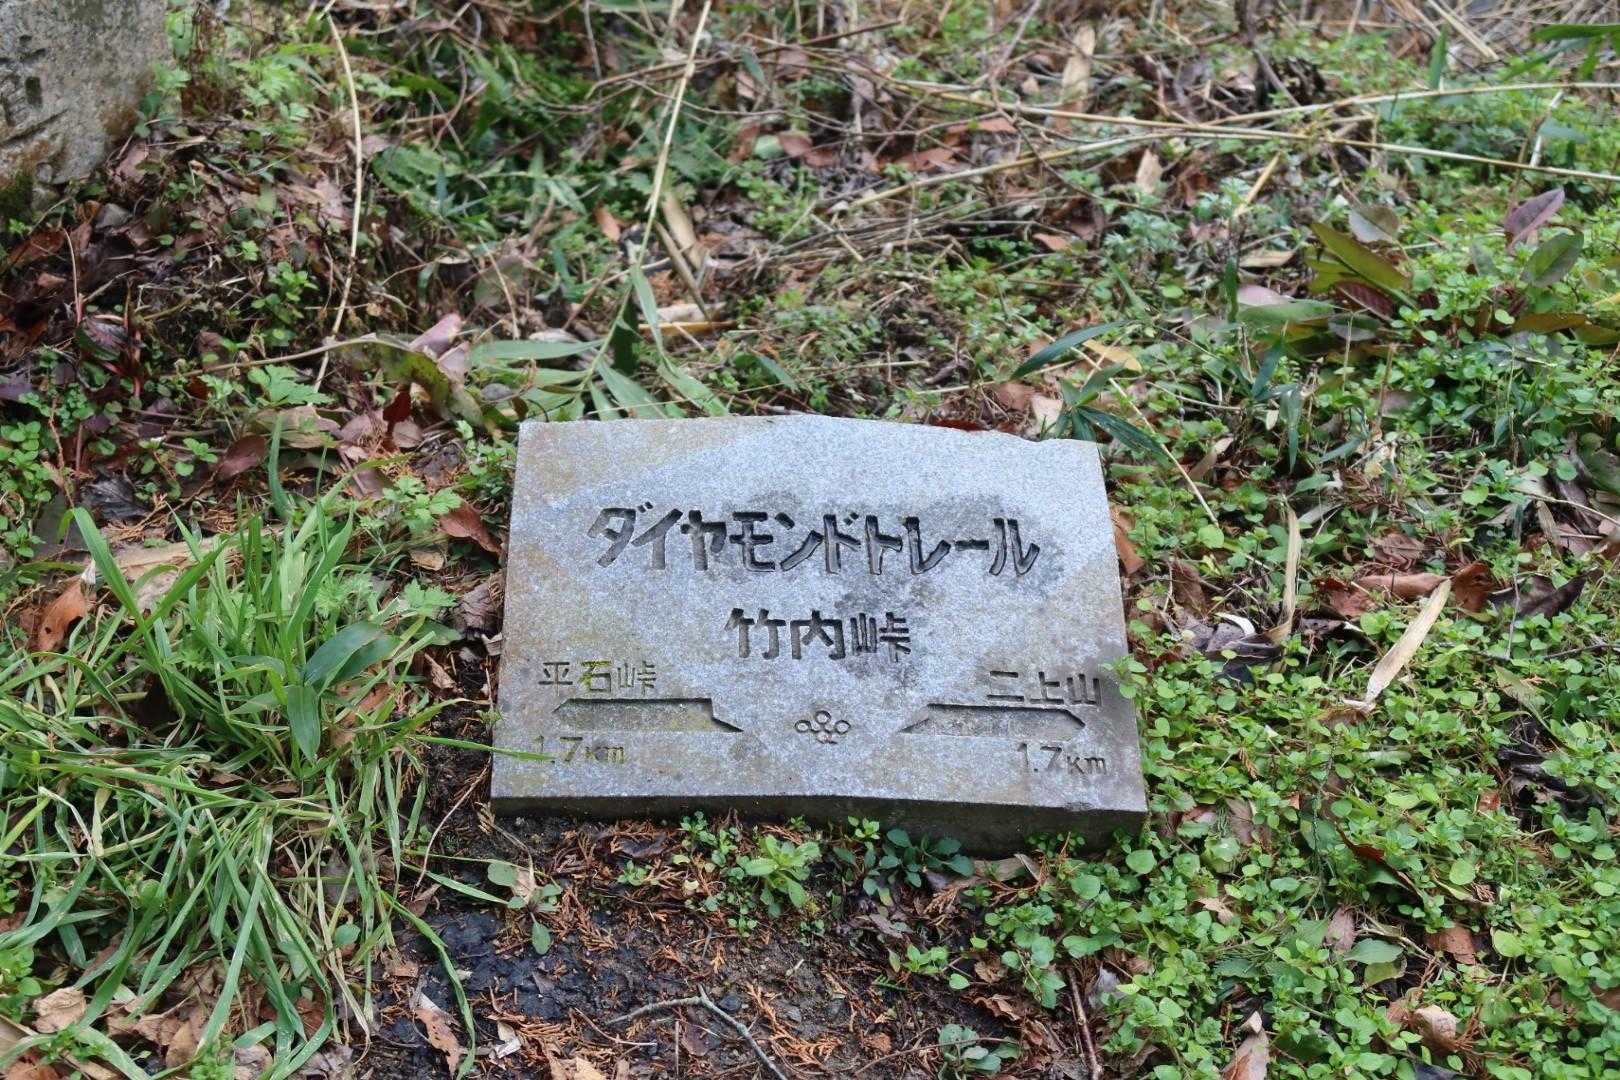 ダイヤモンドトレール
竹内峠
平石峠
1.7km
二上山
1.7km